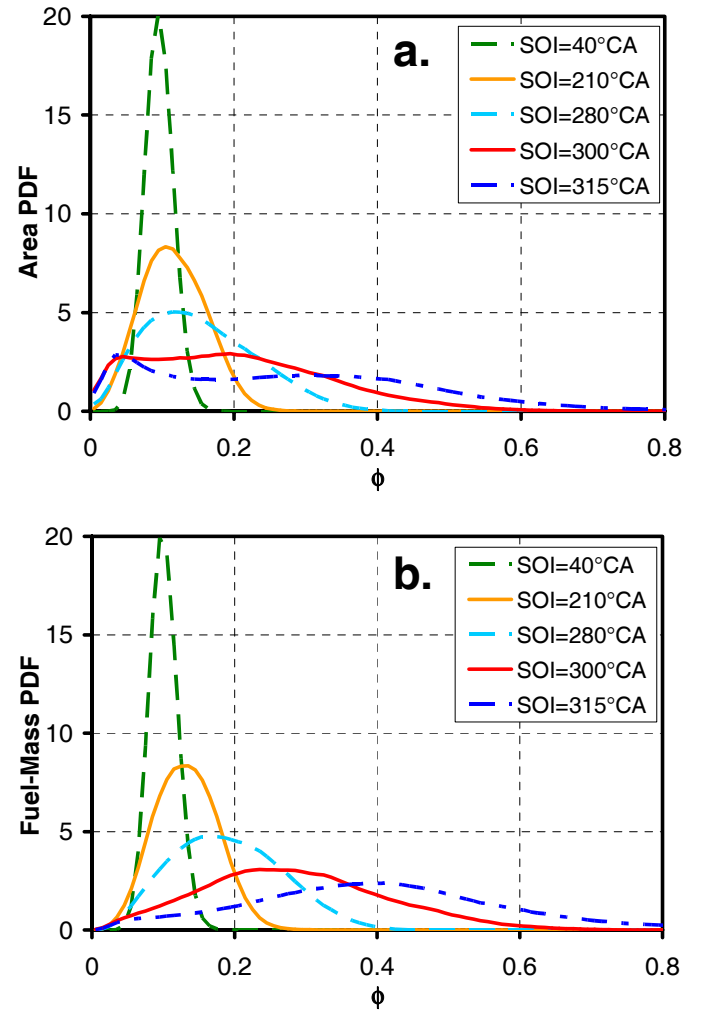 20
15
10
5
0
Area PDF
a.
SOI=40°CA
SOI=210°CA
SOI=280°CA
SOI=300°CA
SOI=315°CA
0 0.2 0.4 0.6 0.8
ϕ
20
15
10
5
0
Fuel-Mass PDF
b.
SOI=40°CA
SOI=210°CA
SOI=280°CA
SOI=300°CA
SOI=315°CA
0 0.2 0.4 0.6 0.8
ϕ